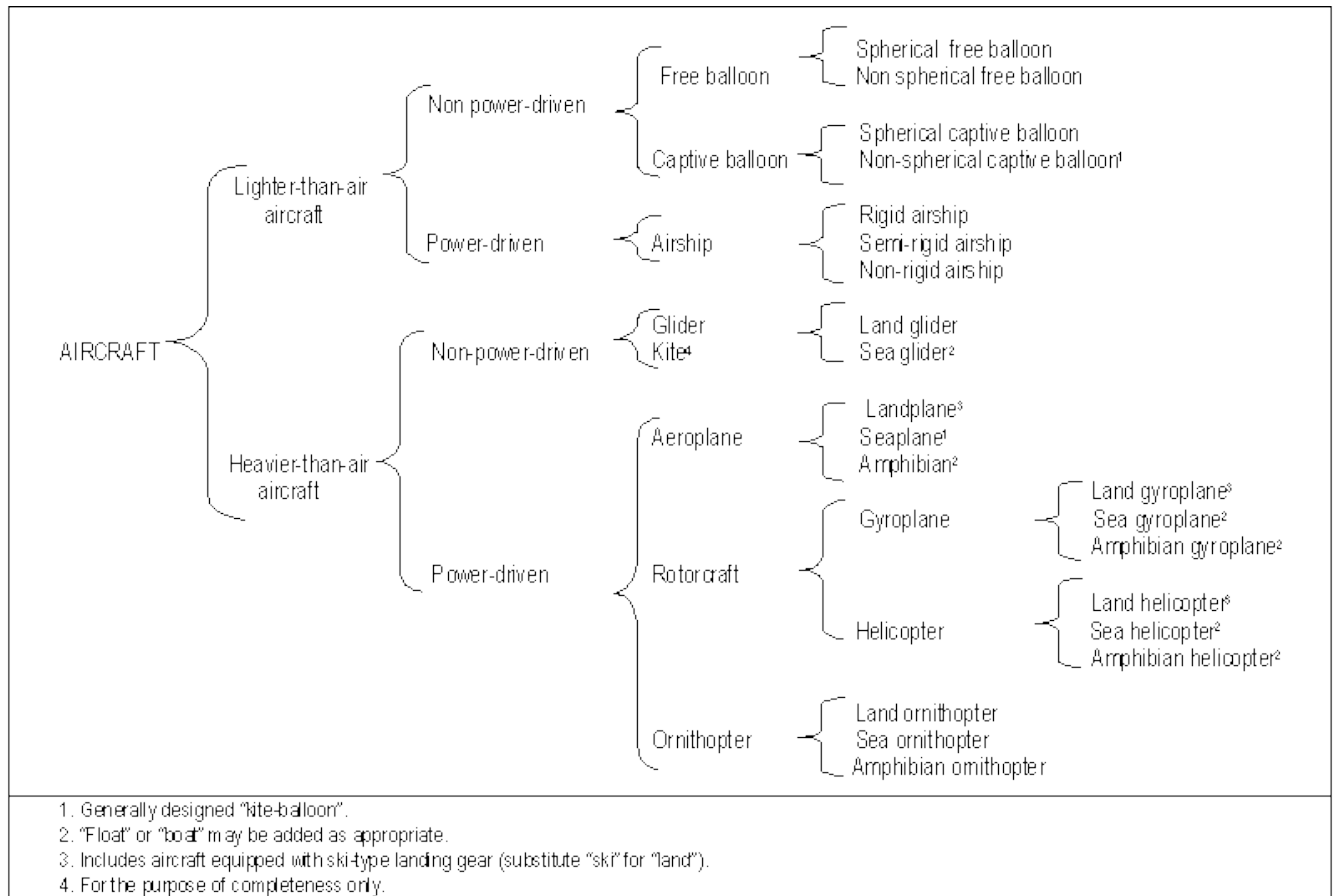 Spherical free balloon
Free balloon
Non spherical free balloon
Non power-driven
Spherical captive balloon
Captive balloon
Non-spherical captive balloon¹
Lighter-than-air
aircraft
Rigid airship
Power-driven
Airship
Semi-rigid airship
Non-rigid airship
AIRCRAFT
Non-power-driven
Glider
Kite⁴
Land glider
Sea glider²
Heavier-than-air
aircraft
Aeroplane
Landplane³
Seaplane¹
Amphibian²
Power-driven
Rotorcraft
Gyroplane
Land gyroplane³
Sea gyroplane²
Amphibian gyroplane²
Helicopter
Land helicopter³
Sea helicopter²
Amphibian helicopter²
Ornithopter
Land ornithopter
Sea ornithopter
Amphibian ornithopter
1. Generally designed “kite-balloon”.
2. “Float” or “boat” may be added as appropriate.
3. Includes aircraft equipped with ski-type landing gear (substitute “ski” for “land”).
4. For the purpose of completeness only.